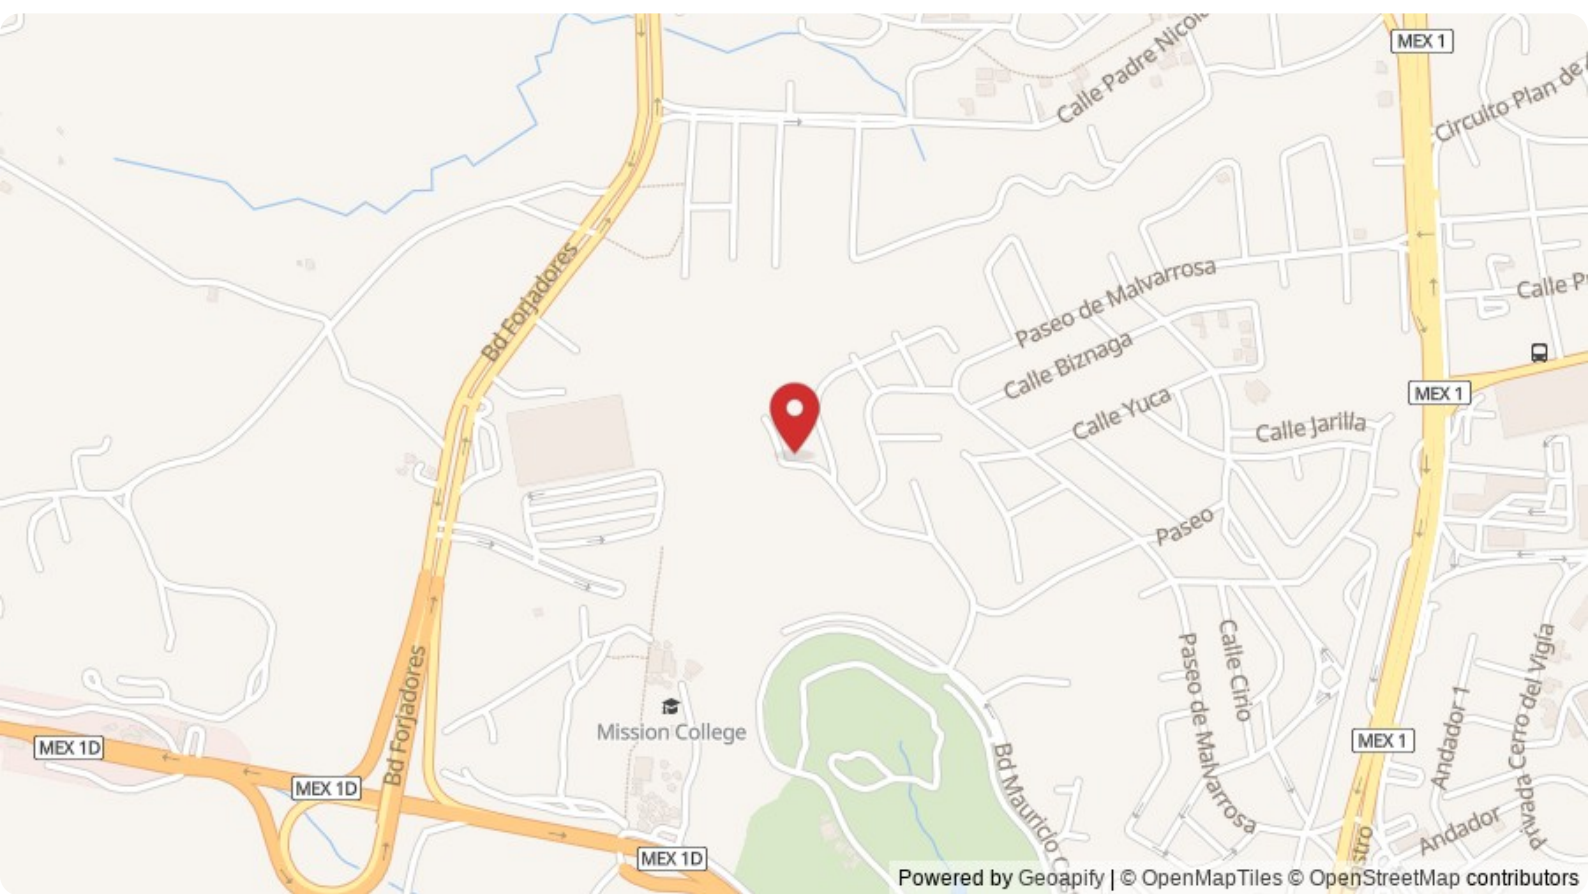 MEX 1
Calle Padre Nicolá
Circuito Plan de A
Bd Forjadores
Paseo de Malvarrosa
Calle P
Calle Biznaga
MEX 1
Calle Yuca
Calle Jarilla
Paseo
Bd Forjadores
Mission College
Paseo de Malvarrosa
Calle Cirio
Privada Cerro del Vigía
Andador 1
MEX 1D
MEX 1D
MEX 1
Bd Mauricio C
Andador
stro
MEX 1D
Powered by Geoapify | © OpenMapTiles © OpenStreetMap contributors